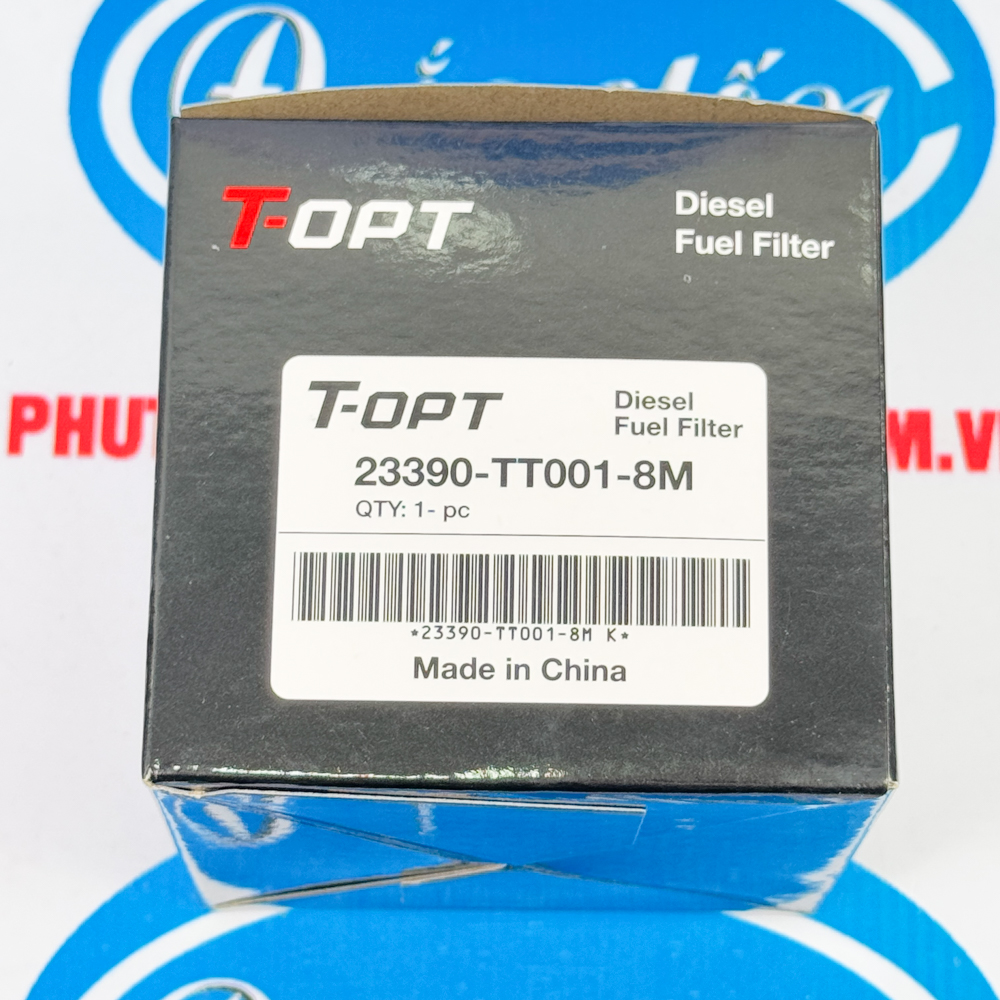 T-OPT
Diesel
Fuel Filter
T-OPT
Diesel
Fuel Filter
23390-TT001-8M
QTY: 1- pc
*23390-TT001-8M K*
Made in China